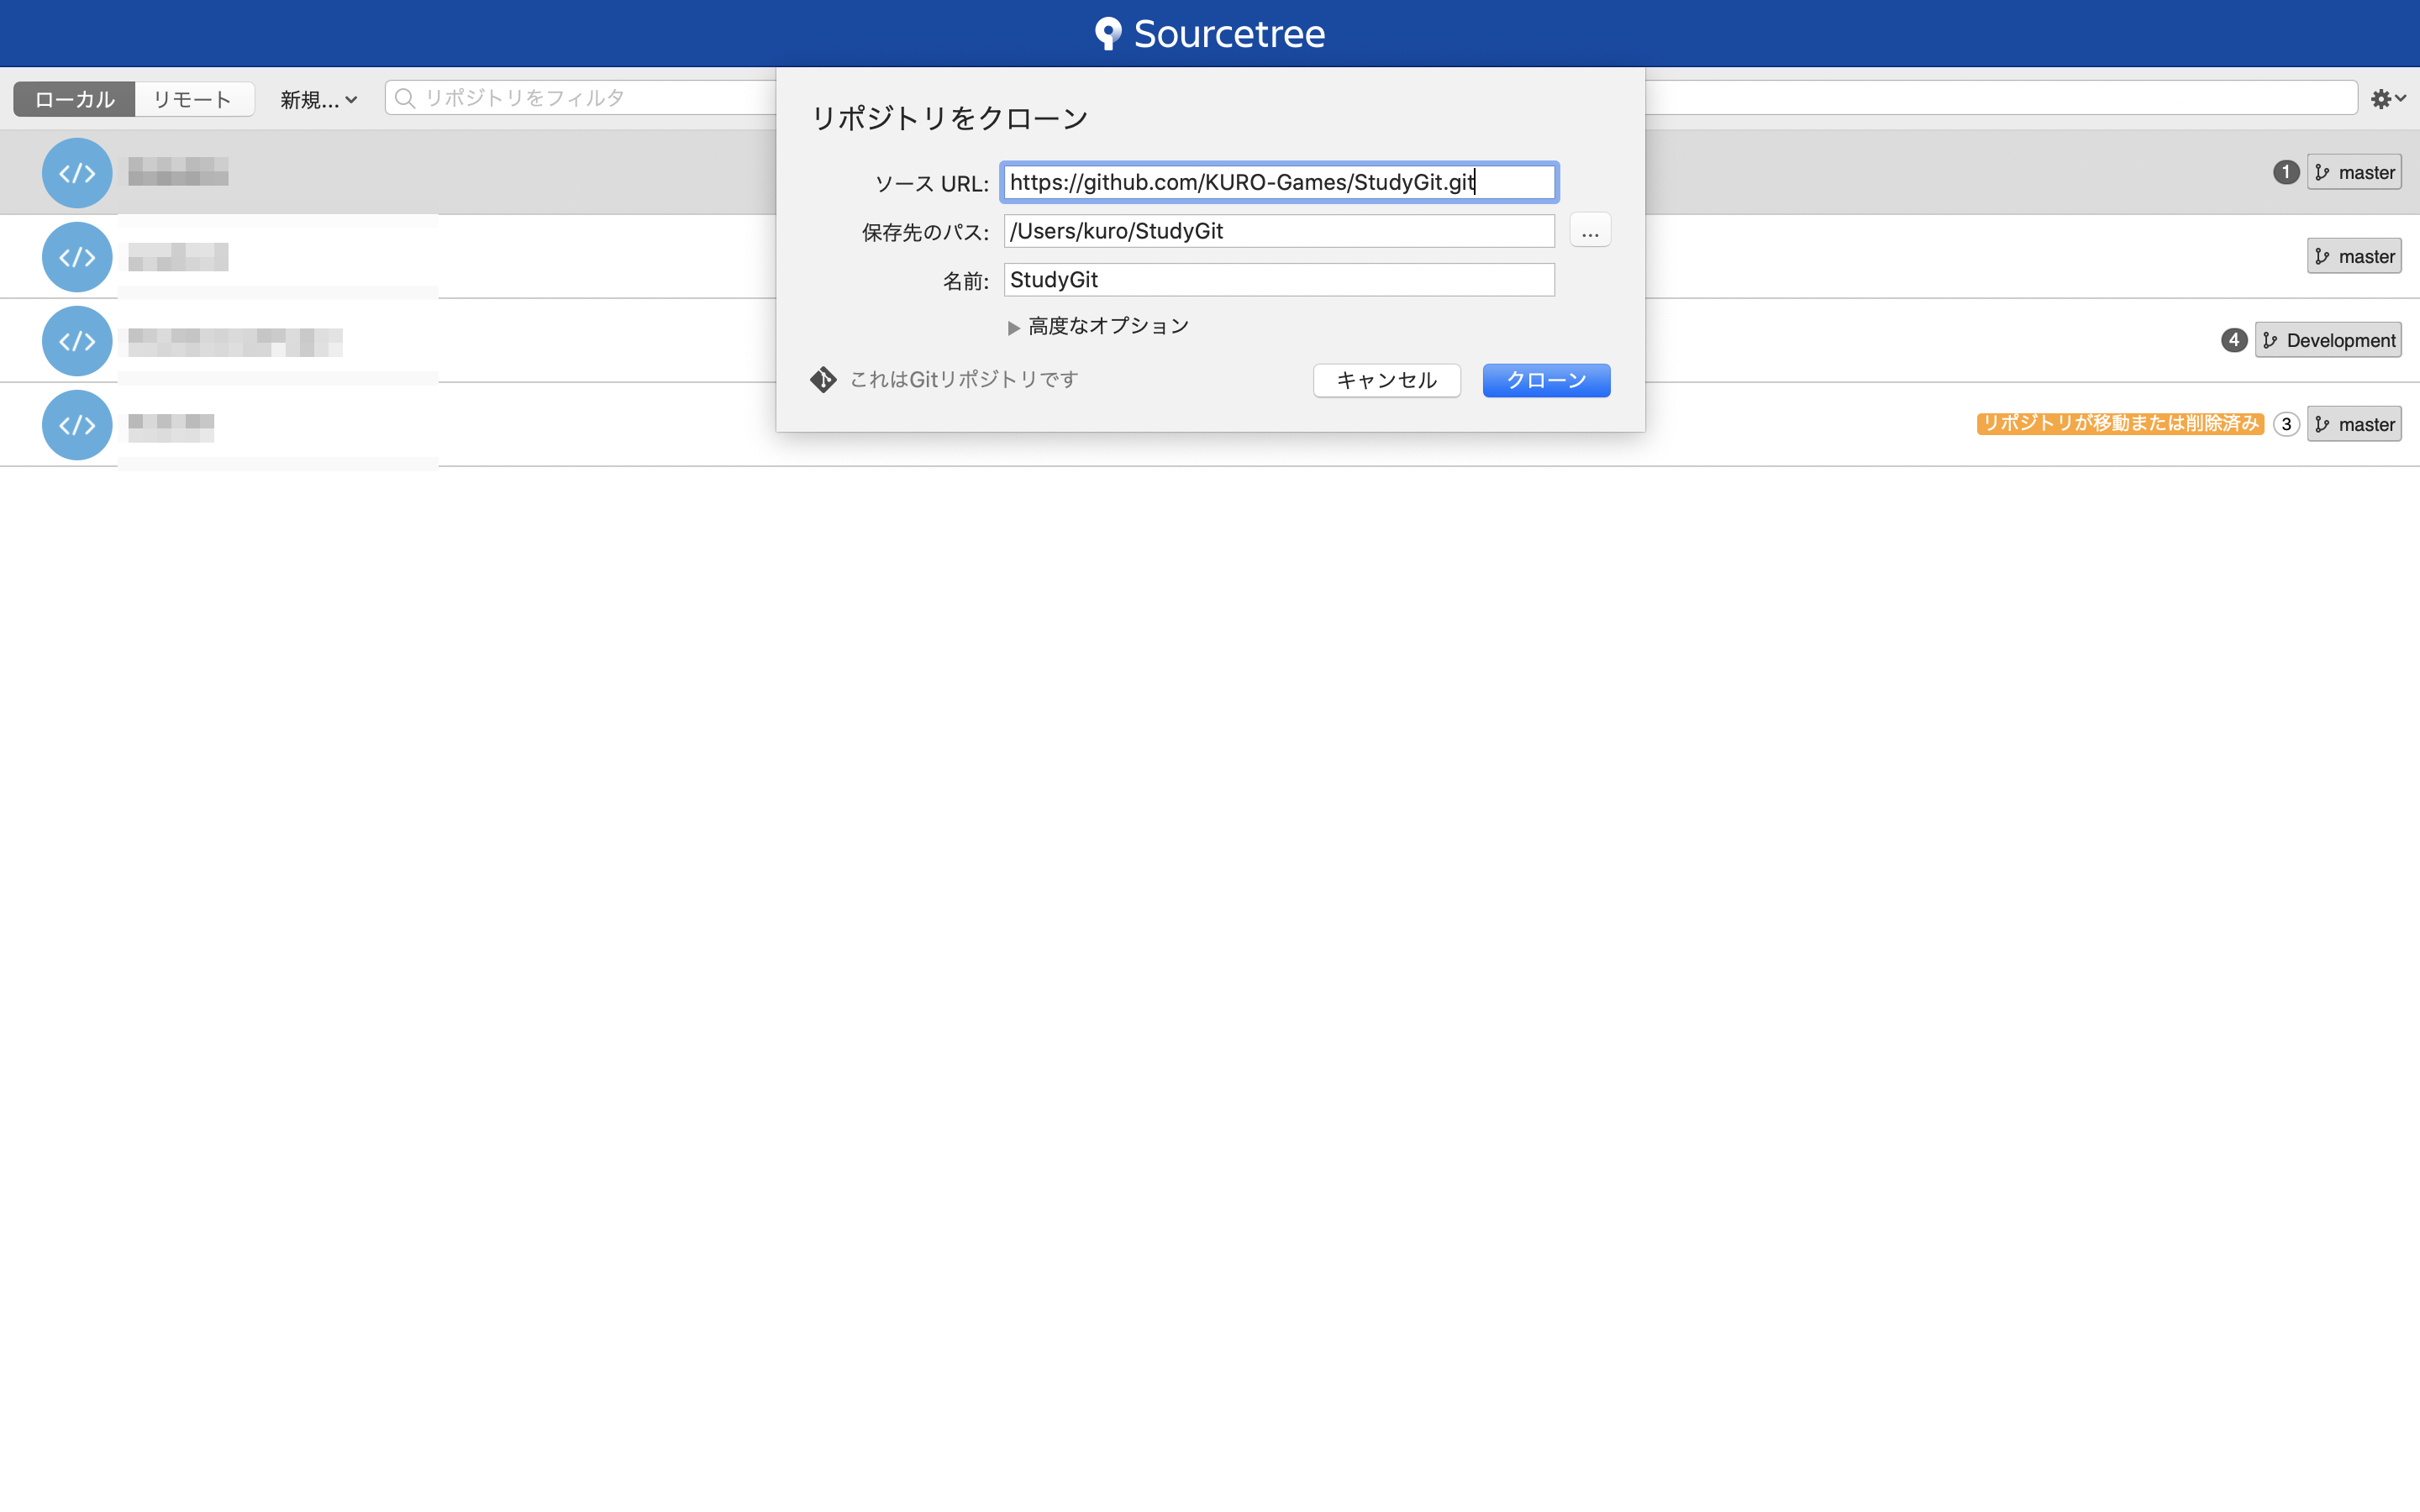 Sourcetree
ローカル リモート 新規... リポジトリをフィルタ
リポジトリをクローン
ソース URL: https://github.com/KURO-Games/StudyGit.git
保存先のパス: /Users/kuro/StudyGit ...
名前: StudyGit
高度なオプション
これはGitリポジトリです キャンセル クローン
</> 1 master
</> master
</> 4 Development
</> リポジトリが移動または削除済み 3 master